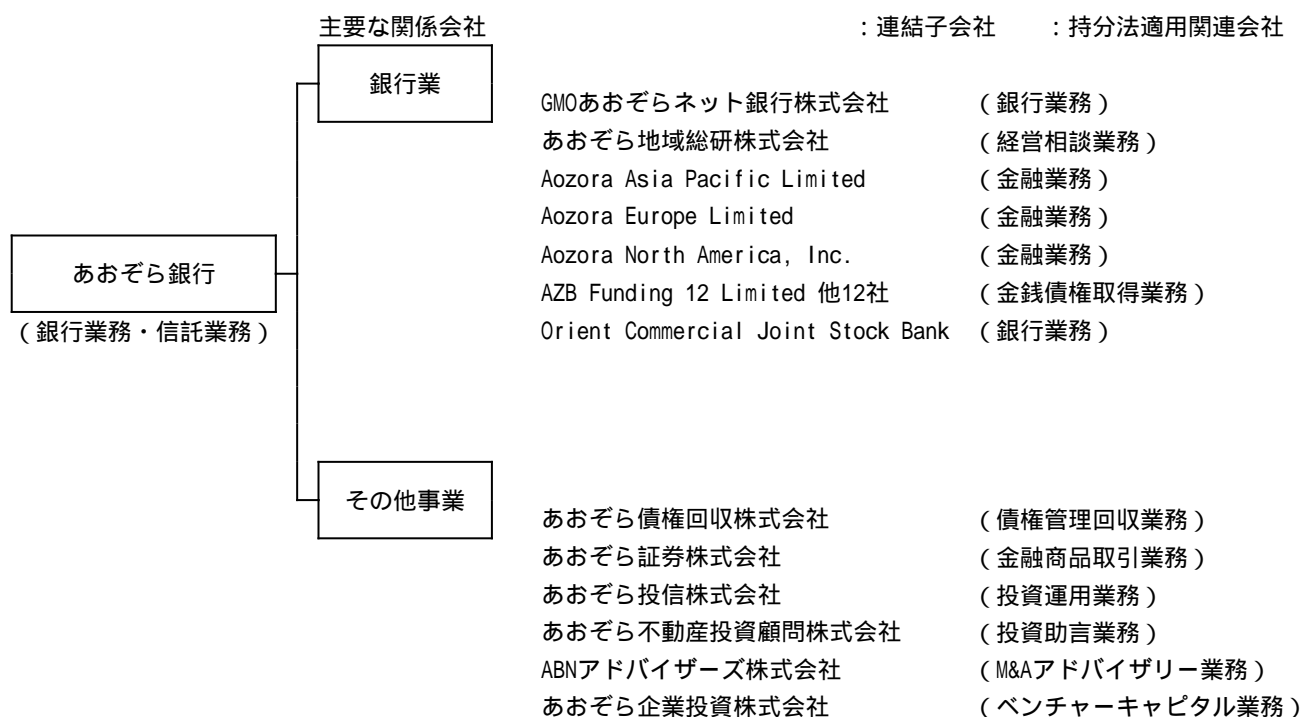 主要な関係会社 ：連結子会社 ：持分法適用関連会社
銀行業
GMOあおぞらネット銀行株式会社 （銀行業務）
あおぞら地域総研株式会社 （経営相談業務）
Aozora Asia Pacific Limited （金融業務）
Aozora Europe Limited （金融業務）
Aozora North America, Inc. （金融業務）
AZB Funding 12 Limited 他12社 （金銭債権取得業務）
Orient Commercial Joint Stock Bank （銀行業務）
あおぞら銀行
（銀行業務・信託業務）
その他事業
あおぞら債権回収株式会社 （債権管理回収業務）
あおぞら証券株式会社 （金融商品取引業務）
あおぞら投信株式会社 （投資運用業務）
あおぞら不動産投資顧問株式会社 （投資助言業務）
ABNアドバイザーズ株式会社 （M&Aアドバイザリー業務）
あおぞら企業投資株式会社 （ベンチャーキャピタル業務）